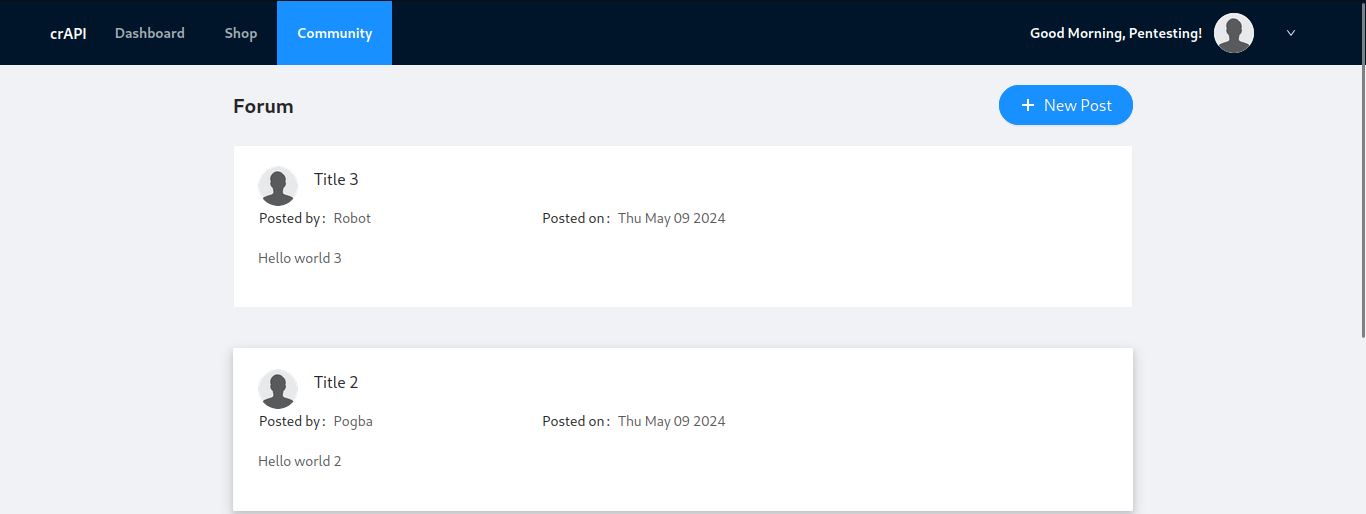 crAPI Dashboard Shop Community Good Morning, Pentesting!
Forum + New Post
Title 3
Posted by: Robot Posted on: Thu May 09 2024
Hello world 3
Title 2
Posted by: Pogba Posted on: Thu May 09 2024
Hello world 2